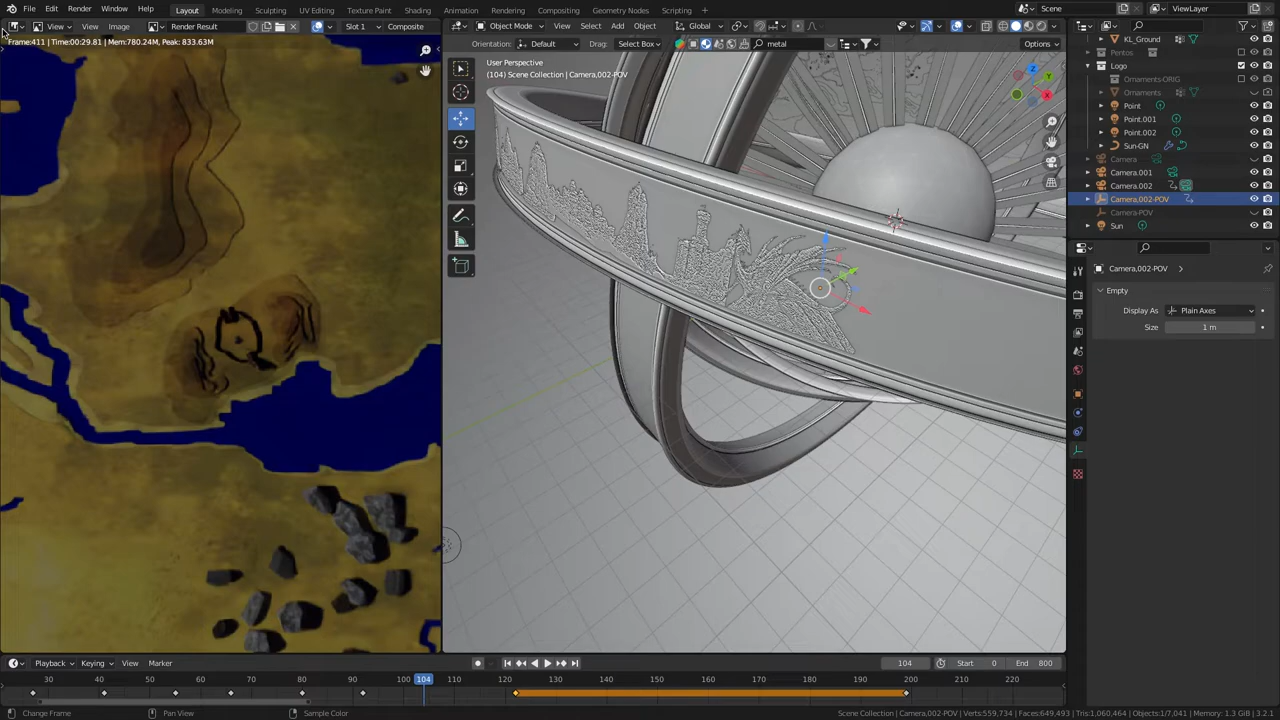 File Edit Render Window Help Layout Modeling Sculpting UV Editing Texture Paint Shading Animation Rendering Compositing Geometry Nodes Scripting + Scene ViewLayer
View View Image Render Result Slot 1 Composite Object Mode View Select Add Object Global
Frame:411 | Time:00:29.81 | Mem:780.24M, Peak: 833.63M
Orientation: Default Drag: Select Box metal Options
User Perspective
(104) Scene Collection | Camera,002-POV
Z
Y
X
KL_Ground
Pentos
Logo
Ornaments-ORIG
Ornaments
Point
Point.001
Point.002
Sun-GN
Camera
Camera.001
Camera.002
Camera,002-POV
Camera-POV
Sun
Camera,002-POV
Empty
Display As Plain Axes
Size 1 m
Playback Keying View Marker 104 Start 0 End 800
30 40 50 60 70 80 90 100 104 110 120 130 140 150 160 170 180 190 200 210 220
Change Frame Pan View Sample Color Scene Collection | Camera,002-POV | Verts:559,734 | Faces:649,493 | Tris:1,060,464 | Objects:1/7,041 | Memory: 1.3 GiB | 3.2.1